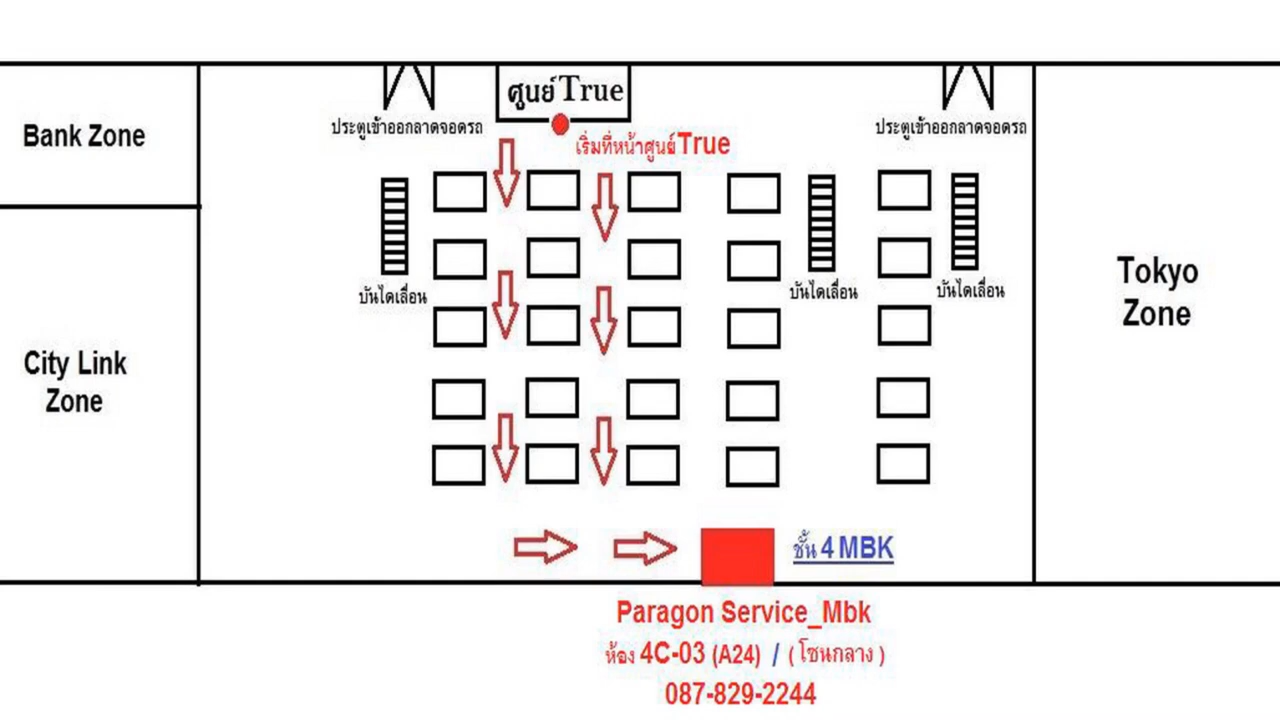 ศูนย์True
Bank Zone
ประตูเข้าออกลาดจอดรถ
เริ่มที่หน้าศูนย์True
ประตูเข้าออกลาดจอดรถ
บันไดเลื่อน
บันไดเลื่อน
บันไดเลื่อน
City Link
Zone
Tokyo
Zone
ชั้น 4 MBK
Paragon Service_Mbk
ห้อง 4C-03 (A24) / ( โซนกลาง )
087-829-2244